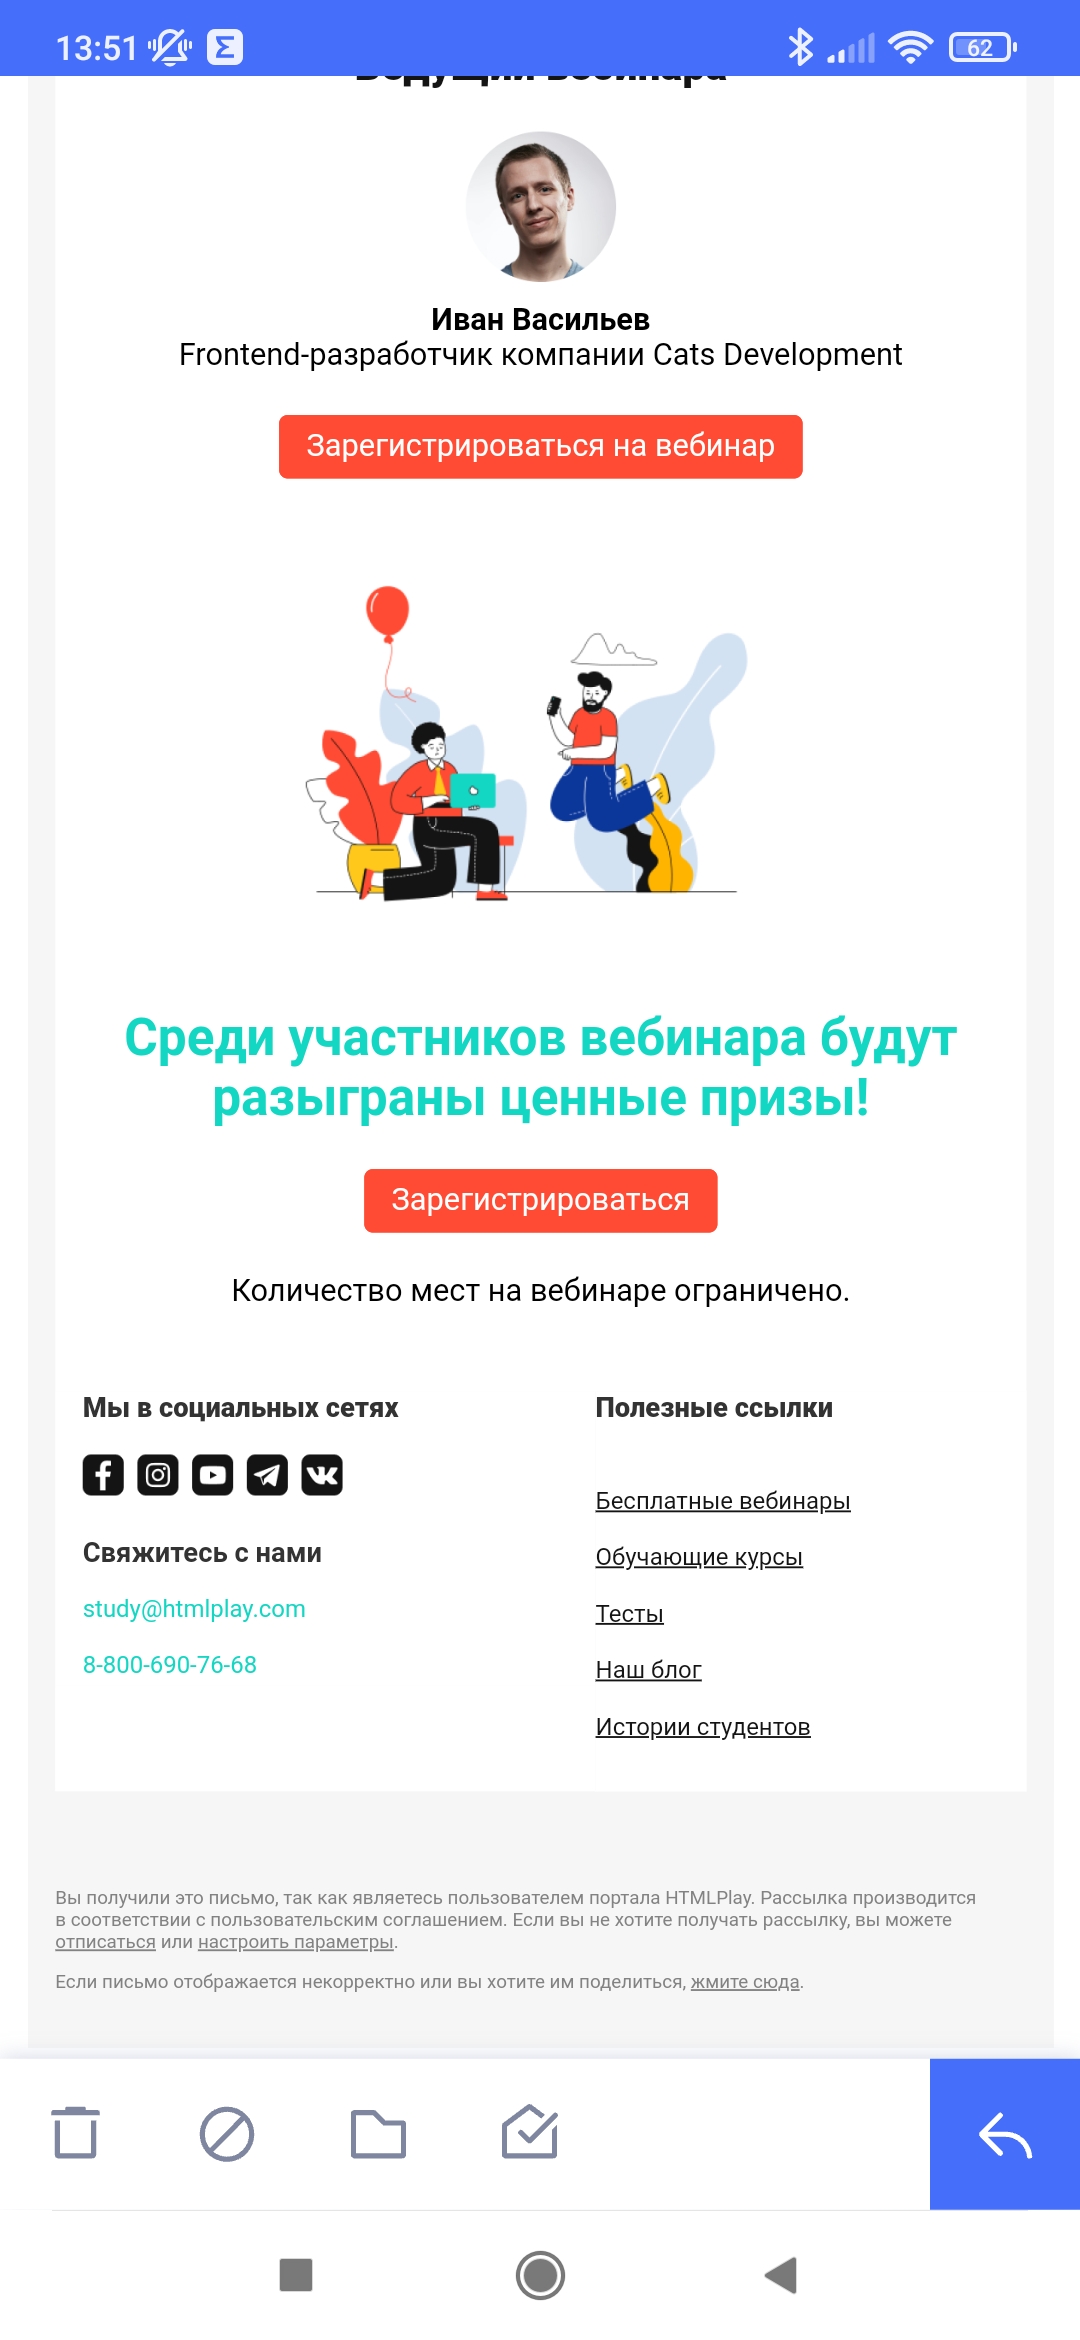 13:51
62
Ведущий вебинара
Иван Васильев
Frontend-разработчик компании Cats Development
Зарегистрироваться на вебинар
Среди участников вебинара будут
разыграны ценные призы!
Зарегистрироваться
Количество мест на вебинаре ограничено.
Мы в социальных сетях
Свяжитесь с нами
study@htmlplay.com
8-800-690-76-68
Полезные ссылки
Бесплатные вебинары
Обучающие курсы
Тесты
Наш блог
Истории студентов
Вы получили это письмо, так как являетесь пользователем портала HTMLPlay. Рассылка производится
в соответствии с пользовательским соглашением. Если вы не хотите получать рассылку, вы можете
отписаться или настроить параметры.
Если письмо отображается некорректно или вы хотите им поделиться, жмите сюда.